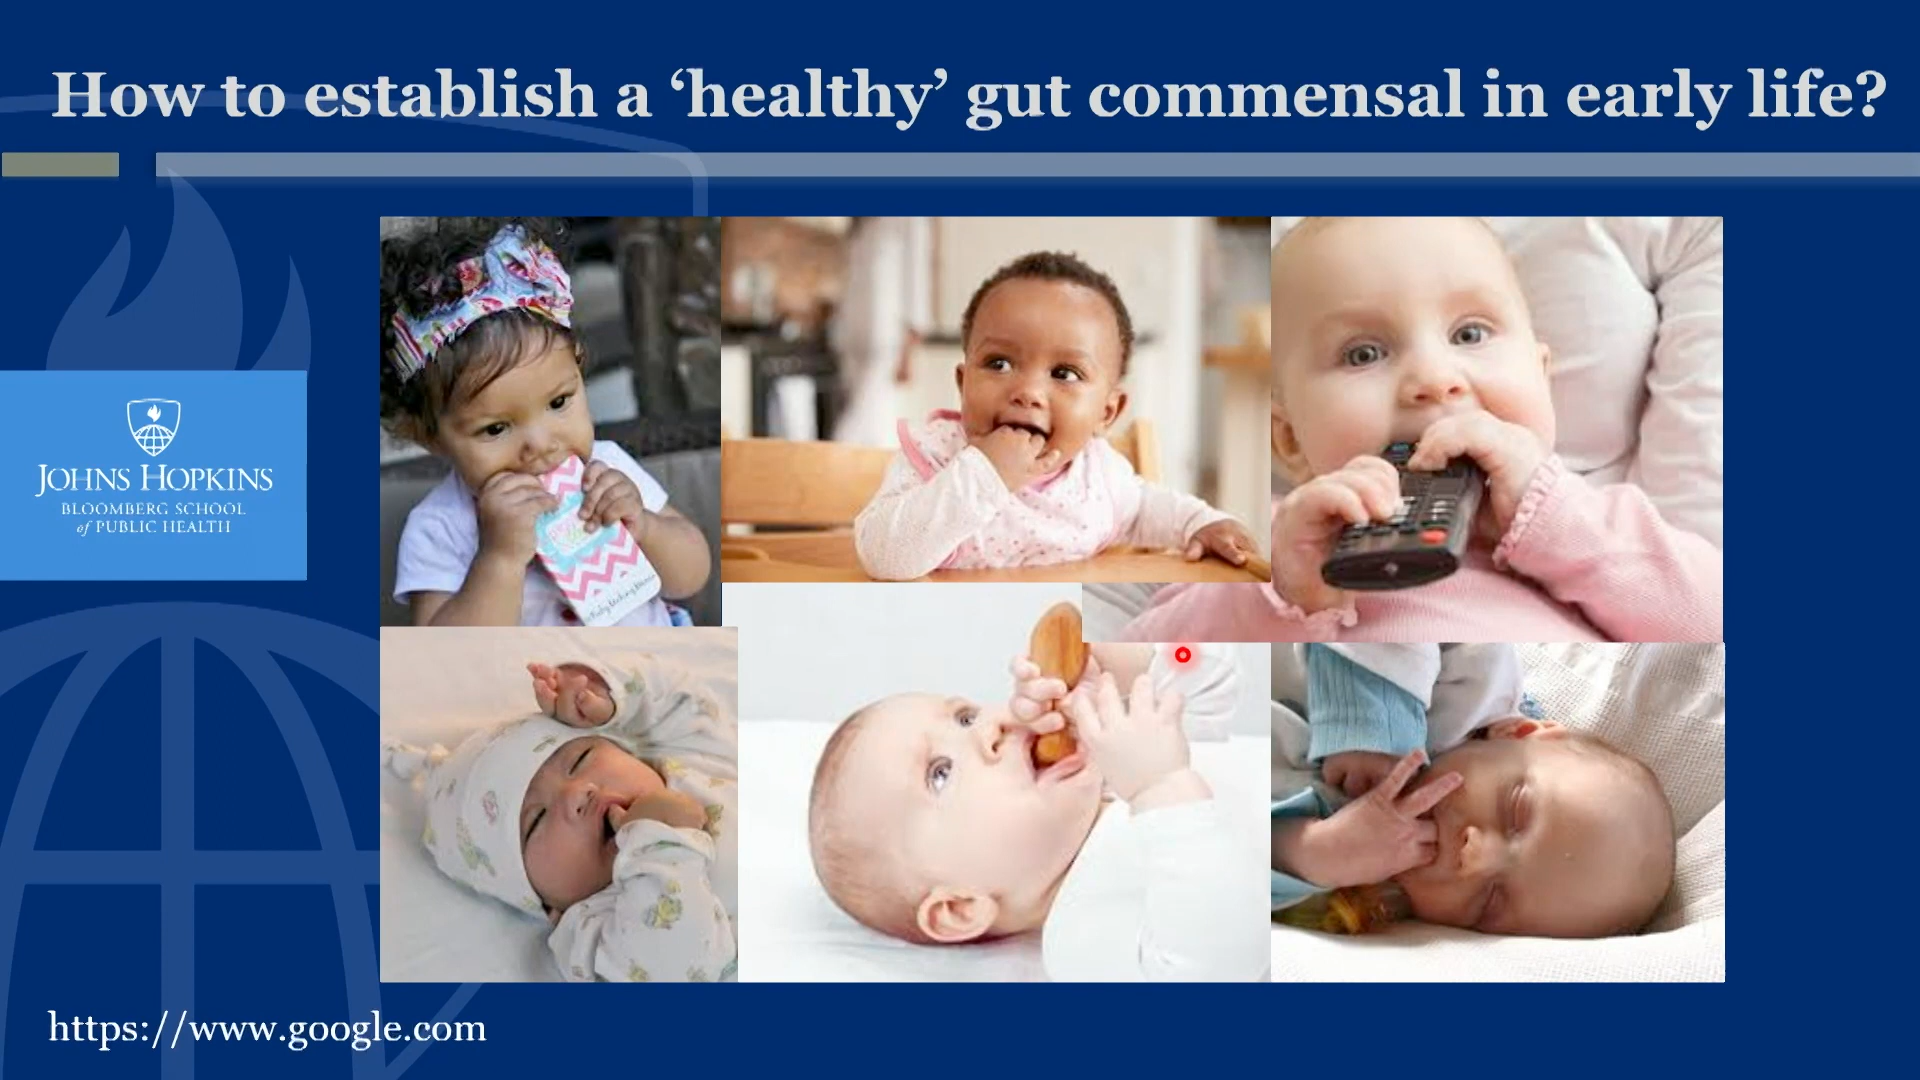 How to establish a ‘healthy’ gut commensal in early life?
JOHNS HOPKINS
BLOOMBERG SCHOOL
of PUBLIC HEALTH
https://www.google.com